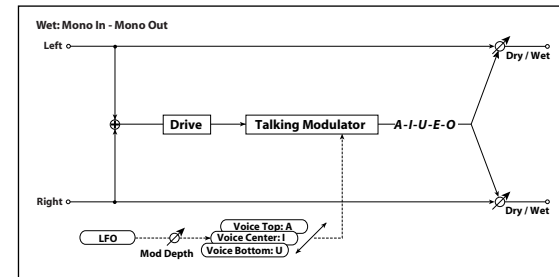 Wet: Mono In - Mono Out
Left
Dry / Wet
Drive
Talking Modulator
A-I-U-E-O
Right
Dry / Wet
LFO
Mod Depth
Voice Top: A
Voice Center: I
Voice Bottom: U